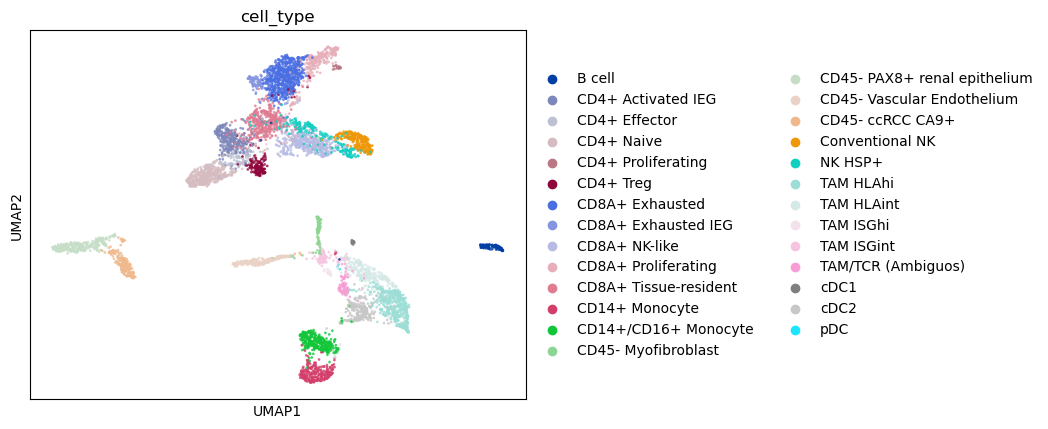 cell_type
UMAP2
UMAP1
B cell
CD4+ Activated IEG
CD4+ Effector
CD4+ Naive
CD4+ Proliferating
CD4+ Treg
CD8A+ Exhausted
CD8A+ Exhausted IEG
CD8A+ NK-like
CD8A+ Proliferating
CD8A+ Tissue-resident
CD14+ Monocyte
CD14+/CD16+ Monocyte
CD45- Myofibroblast
CD45- PAX8+ renal epithelium
CD45- Vascular Endothelium
CD45- ccRCC CA9+
Conventional NK
NK HSP+
TAM HLAhi
TAM HLAint
TAM ISGhi
TAM ISGint
TAM/TCR (Ambiguos)
cDC1
cDC2
pDC